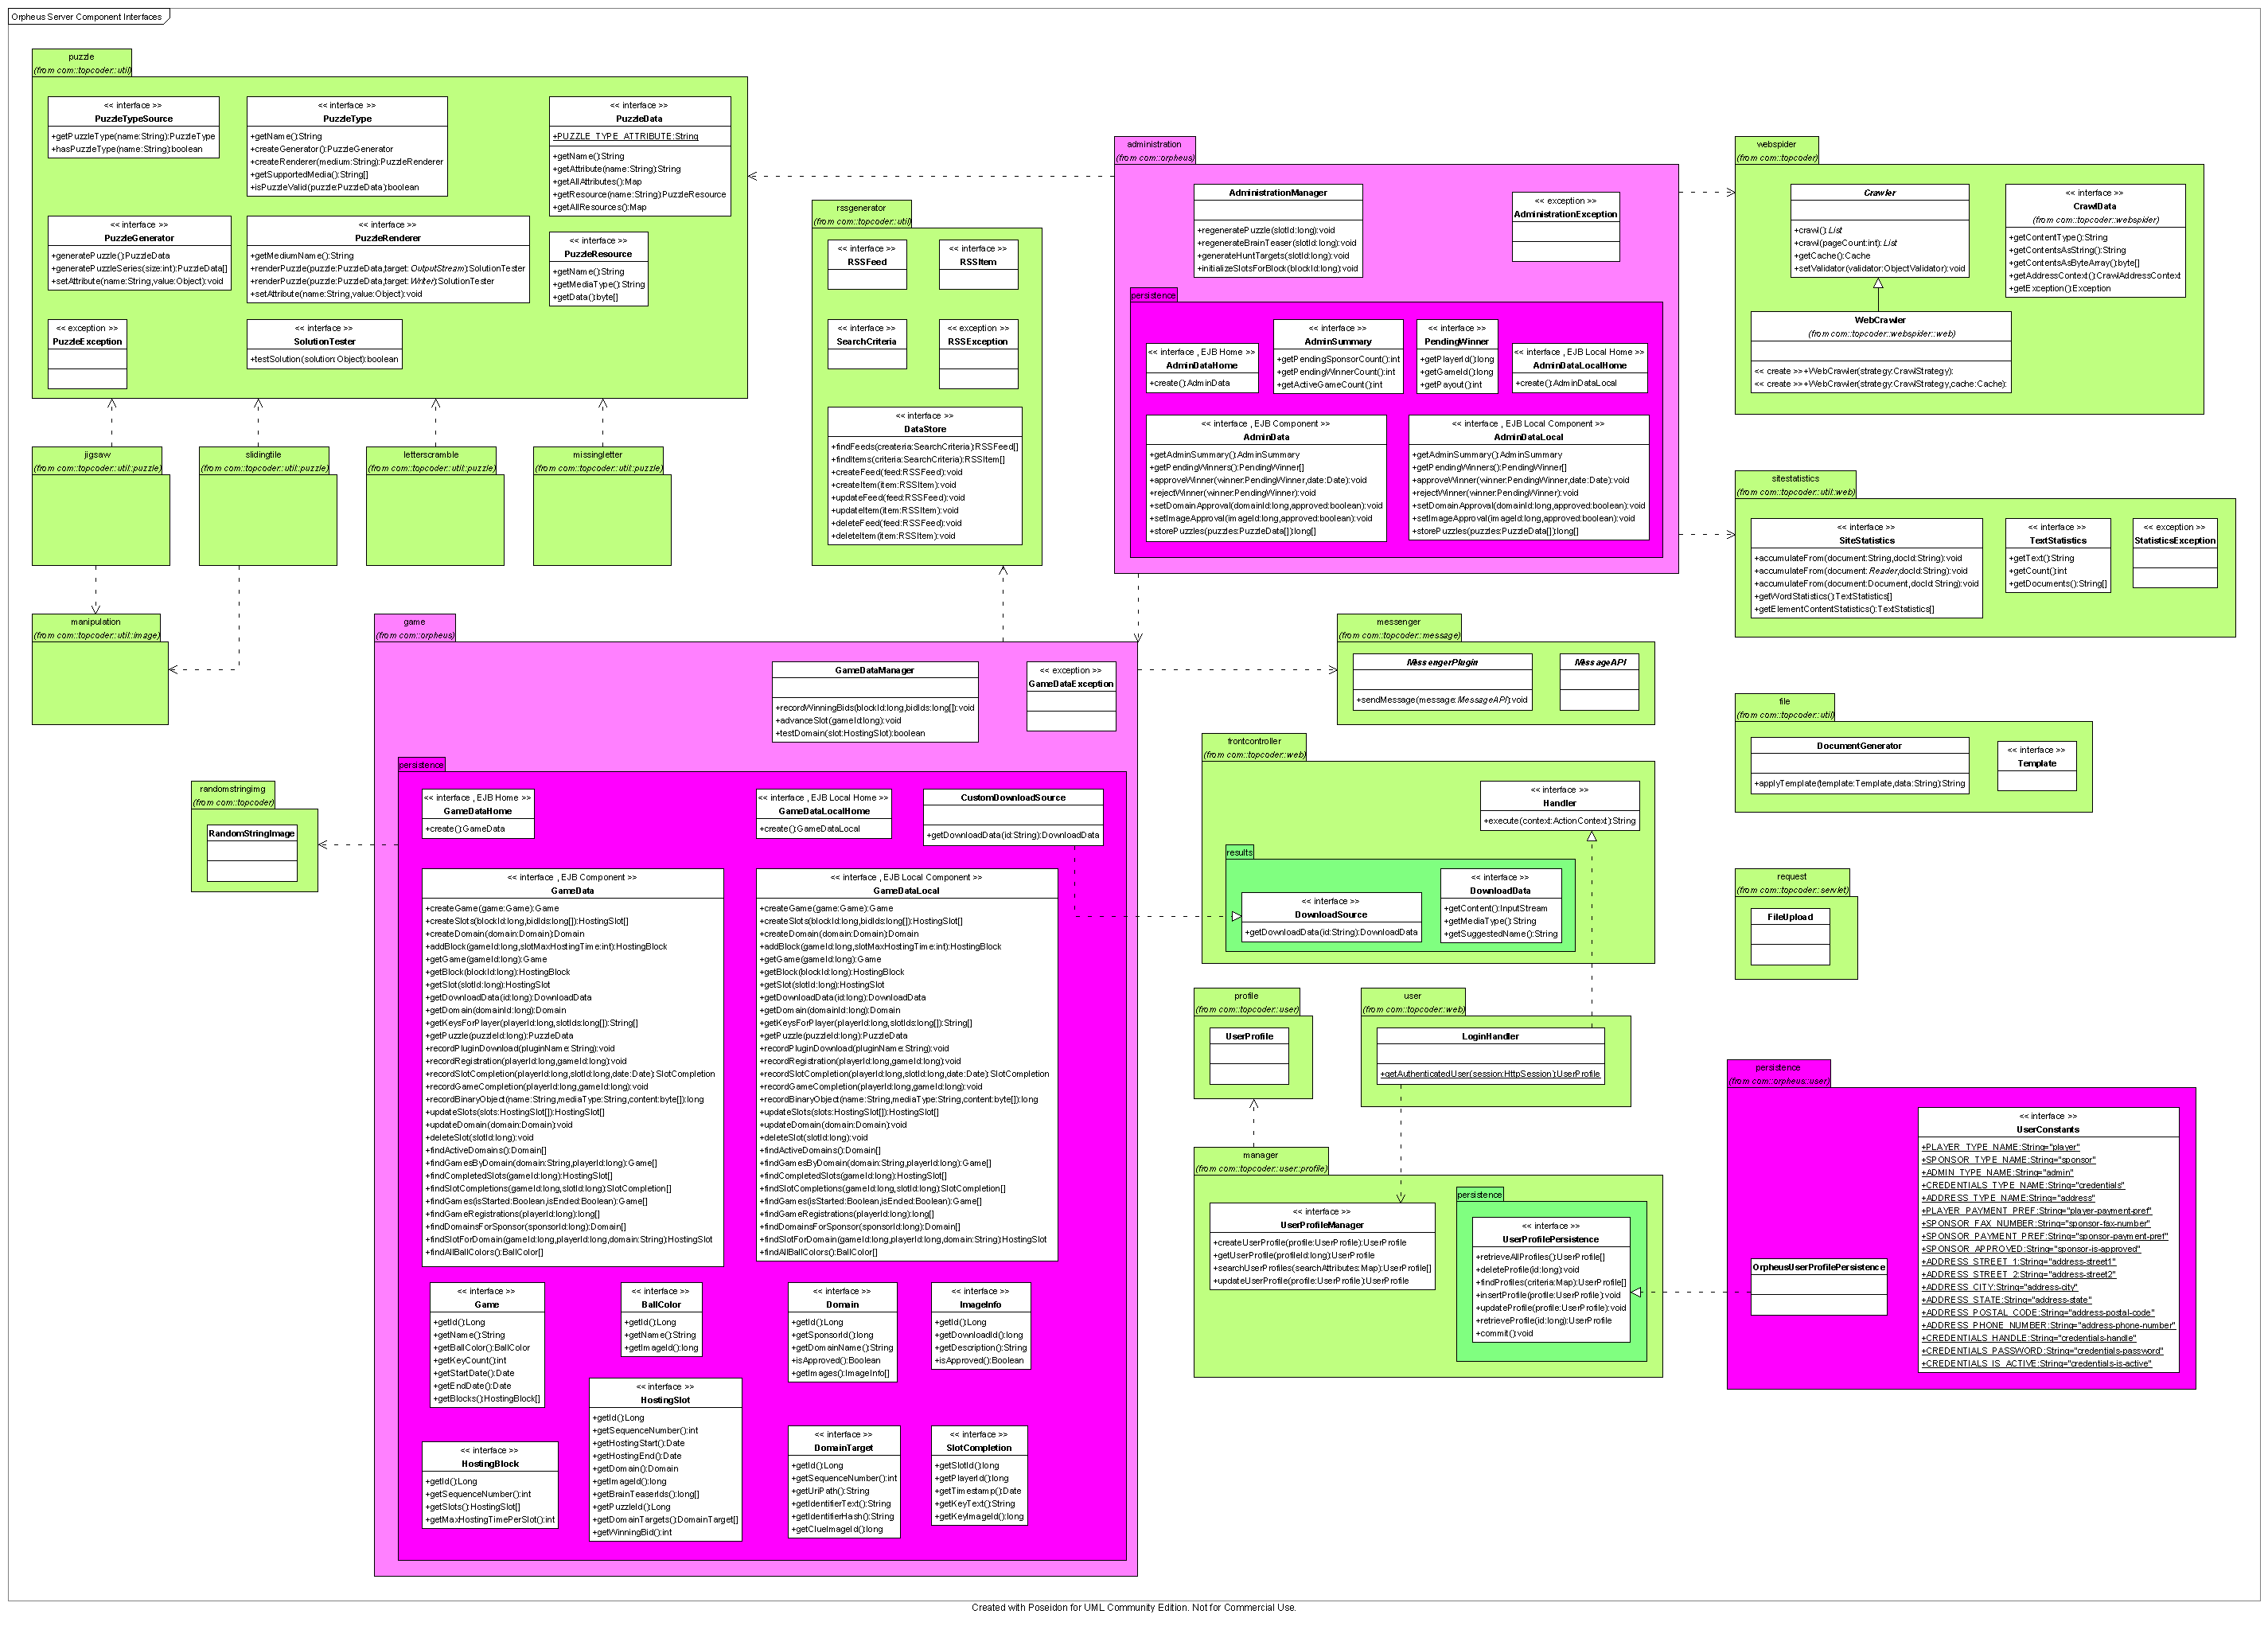 Orpheus Server Component Interfaces
puzzle
(from com::topcoder::util)
<< interface >>
PuzzleTypeSource
+getPuzzleType(name:String):PuzzleType
+hasPuzzleType(name:String):boolean
<< interface >>
PuzzleType
+getName():String
+createGenerator():PuzzleGenerator
+createRenderer(medium:String):PuzzleRenderer
+getSupportedMedia():String[]
+isPuzzleValid(puzzle:PuzzleData):boolean
<< interface >>
PuzzleData
+PUZZLE_TYPE_ATTRIBUTE:String
+getName():String
+getAttribute(name:String):String
+getAllAttributes():Map
+getResource(name:String):PuzzleResource
+getAllResources():Map
<< interface >>
PuzzleGenerator
+generatePuzzle():PuzzleData
+generatePuzzleSeries(size:int):PuzzleData[]
+setAttribute(name:String,value:Object):void
<< interface >>
PuzzleRenderer
+getMediumName():String
+renderPuzzle(puzzle:PuzzleData,target:OutputStream):SolutionTester
+renderPuzzle(puzzle:PuzzleData,target:Writer):SolutionTester
+setAttribute(name:String,value:Object):void
<< interface >>
PuzzleResource
+getName():String
+getMediaType():String
+getData():byte[]
<< exception >>
PuzzleException
<< interface >>
SolutionTester
+testSolution(solution:Object):boolean
jigsaw
(from com::topcoder::util::puzzle)
slidingtile
(from com::topcoder::util::puzzle)
letterscramble
(from com::topcoder::util::puzzle)
missingletter
(from com::topcoder::util::puzzle)
manipulation
(from com::topcoder::util::image)
rssgenerator
(from com::topcoder::util)
<< interface >>
RSSFeed
<< interface >>
RSSItem
<< interface >>
SearchCriteria
<< exception >>
RSSException
<< interface >>
DataStore
+findFeeds(createria:SearchCriteria):RSSFeed[]
+findItems(criteria:SearchCriteria):RSSItem[]
+createFeed(feed:RSSFeed):void
+createItem(item:RSSItem):void
+updateFeed(feed:RSSFeed):void
+updateItem(item:RSSItem):void
+deleteFeed(feed:RSSFeed):void
+deleteItem(item:RSSItem):void
administration
(from com::orpheus)
AdministrationManager
+regeneratePuzzle(slotId:long):void
+regenerateBrainTeaser(slotId:long):void
+generateHuntTargets(slotId:long):void
+initializeSlotsForBlock(blockId:long):void
<< exception >>
AdministrationException
persistence
<< interface , EJB Home >>
AdminDataHome
+create():AdminData
<< interface >>
AdminSummary
+getPendingSponsorCount():int
+getPendingWinnerCount():int
+getActiveGameCount():int
<< interface >>
PendingWinner
+getPlayerId():long
+getGameId():long
+getPayout():int
<< interface , EJB Local Home >>
AdminDataLocalHome
+create():AdminDataLocal
<< interface , EJB Component >>
AdminData
+getAdminSummary():AdminSummary
+getPendingWinners():PendingWinner[]
+approveWinner(winner:PendingWinner,date:Date):void
+rejectWinner(winner:PendingWinner):void
+setDomainApproval(domainId:long,approved:boolean):void
+setImageApproval(imageId:long,approved:boolean):void
+storePuzzles(puzzles:PuzzleData[]):long[]
<< interface , EJB Local Component >>
AdminDataLocal
+getAdminSummary():AdminSummary
+getPendingWinners():PendingWinner[]
+approveWinner(winner:PendingWinner,date:Date):void
+rejectWinner(winner:PendingWinner):void
+setDomainApproval(domainId:long,approved:boolean):void
+setImageApproval(imageId:long,approved:boolean):void
+storePuzzles(puzzles:PuzzleData[]):long[]
webspider
(from com::topcoder)
Crawler
+crawl():List
+crawl(pageCount:int):List
+getCache():Cache
+setValidator(validator:ObjectValidator):void
<< interface >>
CrawlData
(from com::topcoder::webspider)
+getContentType():String
+getContentsAsString():String
+getContentsAsByteArray():byte[]
+getAddressContext():CrawlAddressContext
+getException():Exception
WebCrawler
(from com::topcoder::webspider::web)
<< create >>+WebCrawler(strategy:CrawlStrategy):
<< create >>+WebCrawler(strategy:CrawlStrategy,cache:Cache):
sitestatistics
(from com::topcoder::util::web)
<< interface >>
SiteStatistics
+accumulateFrom(document:String,docId:String):void
+accumulateFrom(document:Reader,docId:String):void
+accumulateFrom(document:Document,docId:String):void
+getWordStatistics():TextStatistics[]
+getElementContentStatistics():TextStatistics[]
<< interface >>
TextStatistics
+getText():String
+getCount():int
+getDocuments():String[]
<< exception >>
StatisticsException
game
(from com::orpheus)
GameDataManager
+recordWinningBids(blockId:long,bidIds:long[]):void
+advanceSlot(gameId:long):void
+testDomain(slot:HostingSlot):boolean
<< exception >>
GameDataException
persistence
<< interface , EJB Home >>
GameDataHome
+create():GameData
<< interface , EJB Local Home >>
GameDataLocalHome
+create():GameDataLocal
CustomDownloadSource
+getDownloadData(id:String):DownloadData
<< interface , EJB Component >>
GameData
+createGame(game:Game):Game
+createSlots(blockId:long,bidIds:long[]):HostingSlot[]
+createDomain(domain:Domain):Domain
+addBlock(gameId:long,slotMaxHostingTime:int):HostingBlock
+getGame(gameId:long):Game
+getBlock(blockId:long):HostingBlock
+getSlot(slotId:long):HostingSlot
+getDownloadData(id:long):DownloadData
+getDomain(domainId:long):Domain
+getKeysForPlayer(playerId:long,slotIds:long[]):String[]
+getPuzzle(puzzleId:long):PuzzleData
+recordPluginDownload(pluginName:String):void
+recordRegistration(playerId:long,gameId:long):void
+recordSlotCompletion(playerId:long,slotId:long,date:Date):SlotCompletion
+recordGameCompletion(playerId:long,gameId:long):void
+recordBinaryObject(name:String,mediaType:String,content:byte[]):long
+updateSlots(slots:HostingSlot[]):HostingSlot[]
+updateDomain(domain:Domain):void
+deleteSlot(slotId:long):void
+findActiveDomains():Domain[]
+findGamesByDomain(domain:String,playerId:long):Game[]
+findCompletedSlots(gameId:long):HostingSlot[]
+findSlotCompletions(gameId:long,slotId:long):SlotCompletion[]
+findGames(isStarted:Boolean,isEnded:Boolean):Game[]
+findGameRegistrations(playerId:long):long[]
+findDomainsForSponsor(sponsorId:long):Domain[]
+findSlotForDomain(gameId:long,playerId:long,domain:String):HostingSlot
+findAllBallColors():BallColor[]
<< interface , EJB Local Component >>
GameDataLocal
+createGame(game:Game):Game
+createSlots(blockId:long,bidIds:long[]):HostingSlot[]
+createDomain(domain:Domain):Domain
+addBlock(gameId:long,slotMaxHostingTime:int):HostingBlock
+getGame(gameId:long):Game
+getBlock(blockId:long):HostingBlock
+getSlot(slotId:long):HostingSlot
+getDownloadData(id:long):DownloadData
+getDomain(domainId:long):Domain
+getKeysForPlayer(playerId:long,slotIds:long[]):String[]
+getPuzzle(puzzleId:long):PuzzleData
+recordPluginDownload(pluginName:String):void
+recordRegistration(playerId:long,gameId:long):void
+recordSlotCompletion(playerId:long,slotId:long,date:Date):SlotCompletion
+recordGameCompletion(playerId:long,gameId:long):void
+recordBinaryObject(name:String,mediaType:String,content:byte[]):long
+updateSlots(slots:HostingSlot[]):HostingSlot[]
+updateDomain(domain:Domain):void
+deleteSlot(slotId:long):void
+findActiveDomains():Domain[]
+findGamesByDomain(domain:String,playerId:long):Game[]
+findCompletedSlots(gameId:long):HostingSlot[]
+findSlotCompletions(gameId:long,slotId:long):SlotCompletion[]
+findGames(isStarted:Boolean,isEnded:Boolean):Game[]
+findGameRegistrations(playerId:long):long[]
+findDomainsForSponsor(sponsorId:long):Domain[]
+findSlotForDomain(gameId:long,playerId:long,domain:String):HostingSlot
+findAllBallColors():BallColor[]
<< interface >>
Game
+getId():Long
+getName():String
+getBallColor():BallColor
+getKeyCount():int
+getStartDate():Date
+getEndDate():Date
+getBlocks():HostingBlock[]
<< interface >>
BallColor
+getId():Long
+getName():String
+getImageId():long
<< interface >>
Domain
+getId():Long
+getSponsorId():long
+getDomainName():String
+isApproved():Boolean
+getImages():ImageInfo[]
<< interface >>
ImageInfo
+getId():Long
+getDownloadId():long
+getDescription():String
+isApproved():Boolean
<< interface >>
HostingSlot
+getId():Long
+getSequenceNumber():int
+getHostingStart():Date
+getHostingEnd():Date
+getDomain():Domain
+getImageId():long
+getBrainTeaserIds():long[]
+getPuzzleId():Long
+getDomainTargets():DomainTarget[]
+getWinningBid():int
<< interface >>
HostingBlock
+getId():Long
+getSequenceNumber():int
+getSlots():HostingSlot[]
+getMaxHostingTimePerSlot():int
<< interface >>
DomainTarget
+getId():Long
+getSequenceNumber():int
+getUriPath():String
+getIdentifierText():String
+getIdentifierHash():String
+getClueImageId():long
<< interface >>
SlotCompletion
+getSlotId():long
+getPlayerId():long
+getTimestamp():Date
+getKeyText():String
+getKeyImageId():long
randomstringimg
(from com::topcoder)
RandomStringImage
messenger
(from com::topcoder::message)
MessengerPlugin
+sendMessage(message:MessageAPI):void
MessageAPI
frontcontroller
(from com::topcoder::web)
<< interface >>
Handler
+execute(context:ActionContext):String
results
<< interface >>
DownloadSource
+getDownloadData(id:String):DownloadData
<< interface >>
DownloadData
+getContent():InputStream
+getMediaType():String
+getSuggestedName():String
file
(from com::topcoder::util)
DocumentGenerator
+applyTemplate(template:Template,data:String):String
<< interface >>
Template
request
(from com::topcoder::servlet)
FileUpload
profile
(from com::topcoder::user)
UserProfile
user
(from com::topcoder::web)
LoginHandler
+getAuthenticatedUser(session:HttpSession):UserProfile
manager
(from com::topcoder::user::profile)
<< interface >>
UserProfileManager
+createUserProfile(profile:UserProfile):UserProfile
+getUserProfile(profileId:long):UserProfile
+searchUserProfiles(searchAttributes:Map):UserProfile[]
+updateUserProfile(profile:UserProfile):UserProfile
persistence
<< interface >>
UserProfilePersistence
+retrieveAllProfiles():UserProfile[]
+deleteProfile(id:long):void
+findProfiles(criteria:Map):UserProfile[]
+insertProfile(profile:UserProfile):void
+updateProfile(profile:UserProfile):void
+retrieveProfile(id:long):UserProfile
+commit():void
persistence
(from com::orpheus::user)
OrpheusUserProfilePersistence
<< interface >>
UserConstants
+PLAYER_TYPE_NAME:String="player"
+SPONSOR_TYPE_NAME:String="sponsor"
+ADMIN_TYPE_NAME:String="admin"
+CREDENTIALS_TYPE_NAME:String="credentials"
+ADDRESS_TYPE_NAME:String="address"
+PLAYER_PAYMENT_PREF:String="player-payment-pref"
+SPONSOR_FAX_NUMBER:String="sponsor-fax-number"
+SPONSOR_PAYMENT_PREF:String="sponsor-payment-pref"
+SPONSOR_APPROVED:String="sponsor-is-approved"
+ADDRESS_STREET_1:String="address-street1"
+ADDRESS_STREET_2:String="address-street2"
+ADDRESS_CITY:String="address-city"
+ADDRESS_STATE:String="address-state"
+ADDRESS_POSTAL_CODE:String="address-postal-code"
+ADDRESS_PHONE_NUMBER:String="address-phone-number"
+CREDENTIALS_HANDLE:String="credentials-handle"
+CREDENTIALS_PASSWORD:String="credentials-password"
+CREDENTIALS_IS_ACTIVE:String="credentials-is-active"
Created with Poseidon for UML Community Edition. Not for Commercial Use.